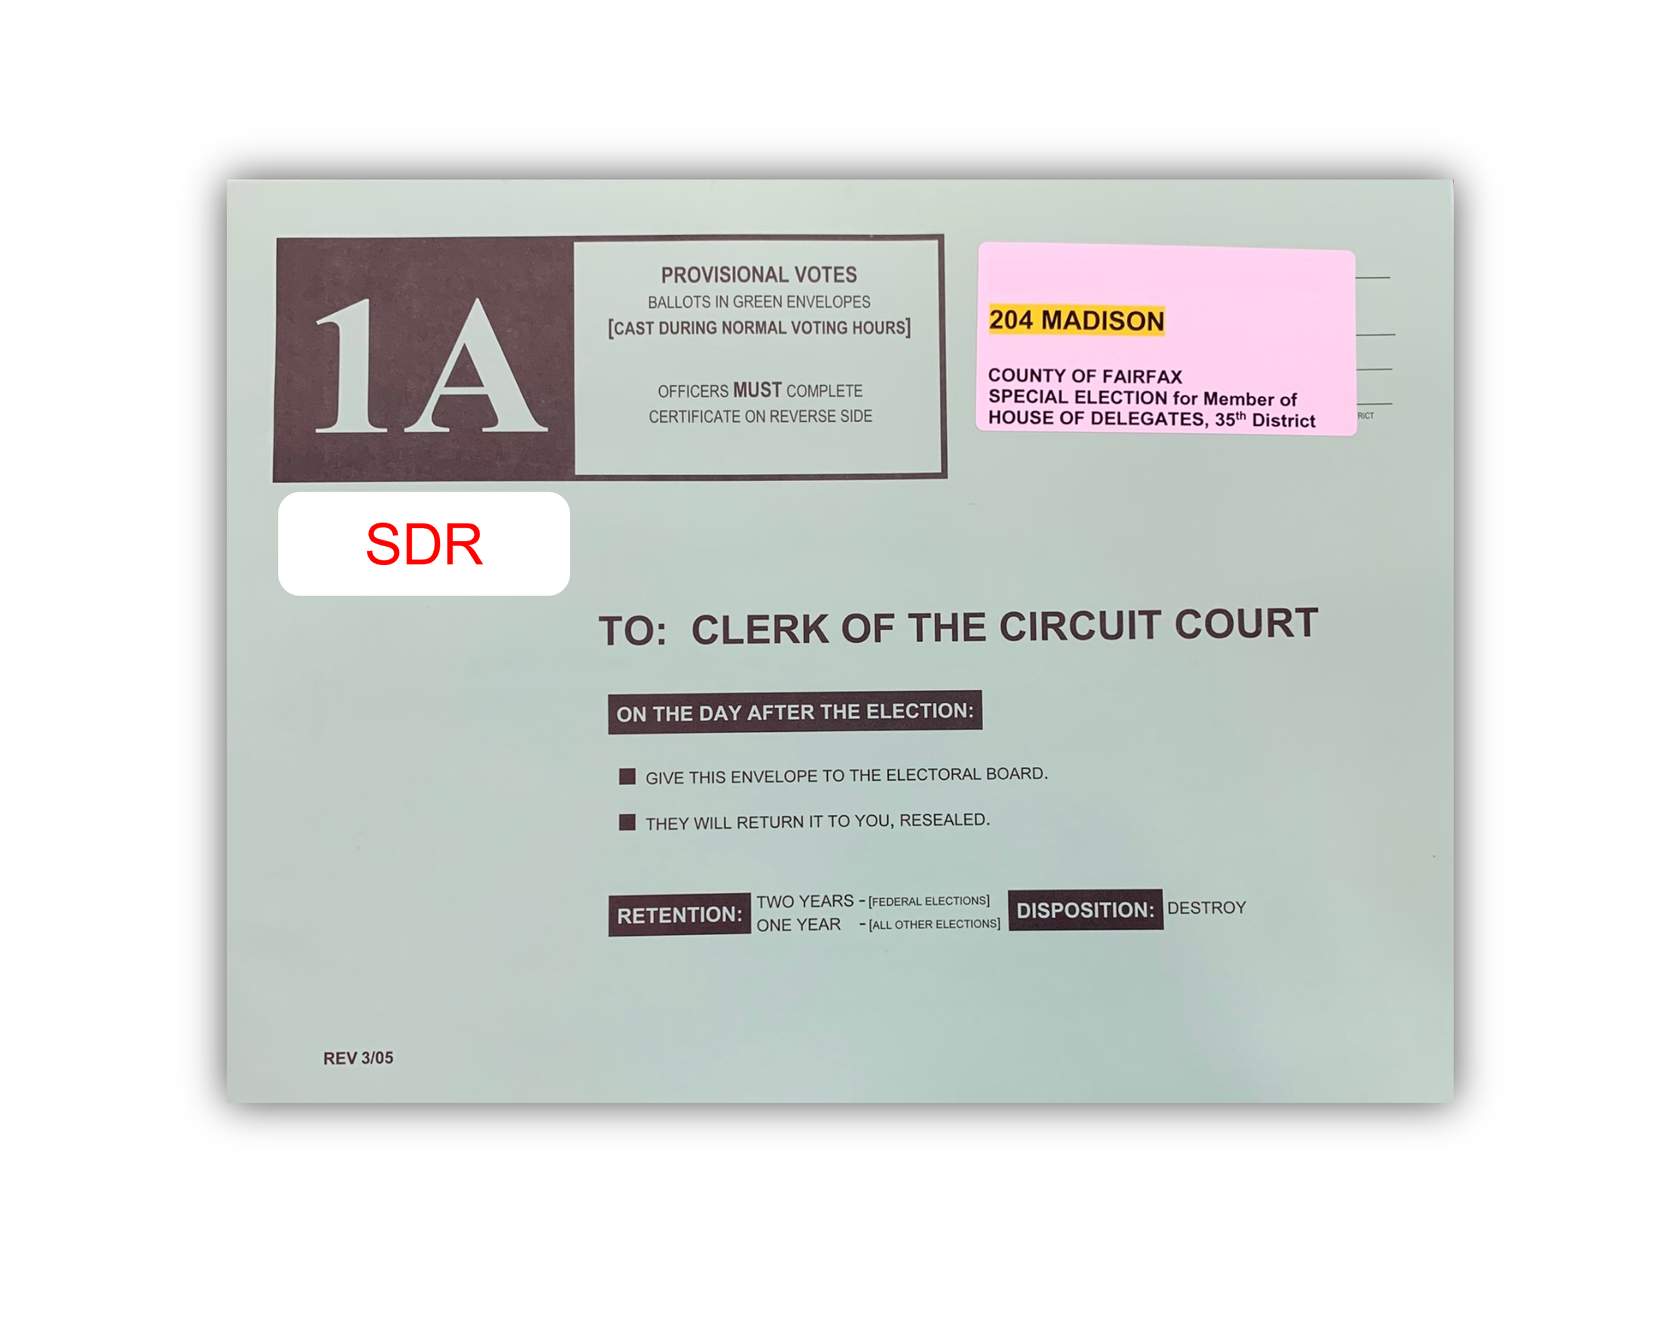 1A
PROVISIONAL VOTES
BALLOTS IN GREEN ENVELOPES
[CAST DURING NORMAL VOTING HOURS]
OFFICERS MUST COMPLETE
CERTIFICATE ON REVERSE SIDE
204 MADISON
COUNTY OF FAIRFAX
SPECIAL ELECTION for Member of
HOUSE OF DELEGATES, 35th District
SDR
TO: CLERK OF THE CIRCUIT COURT
ON THE DAY AFTER THE ELECTION:
■ GIVE THIS ENVELOPE TO THE ELECTORAL BOARD.
■ THEY WILL RETURN IT TO YOU, RESEALED.
RETENTION: TWO YEARS - [FEDERAL ELECTIONS]
ONE YEAR - [ALL OTHER ELECTIONS]
DISPOSITION: DESTROY
REV 3/05